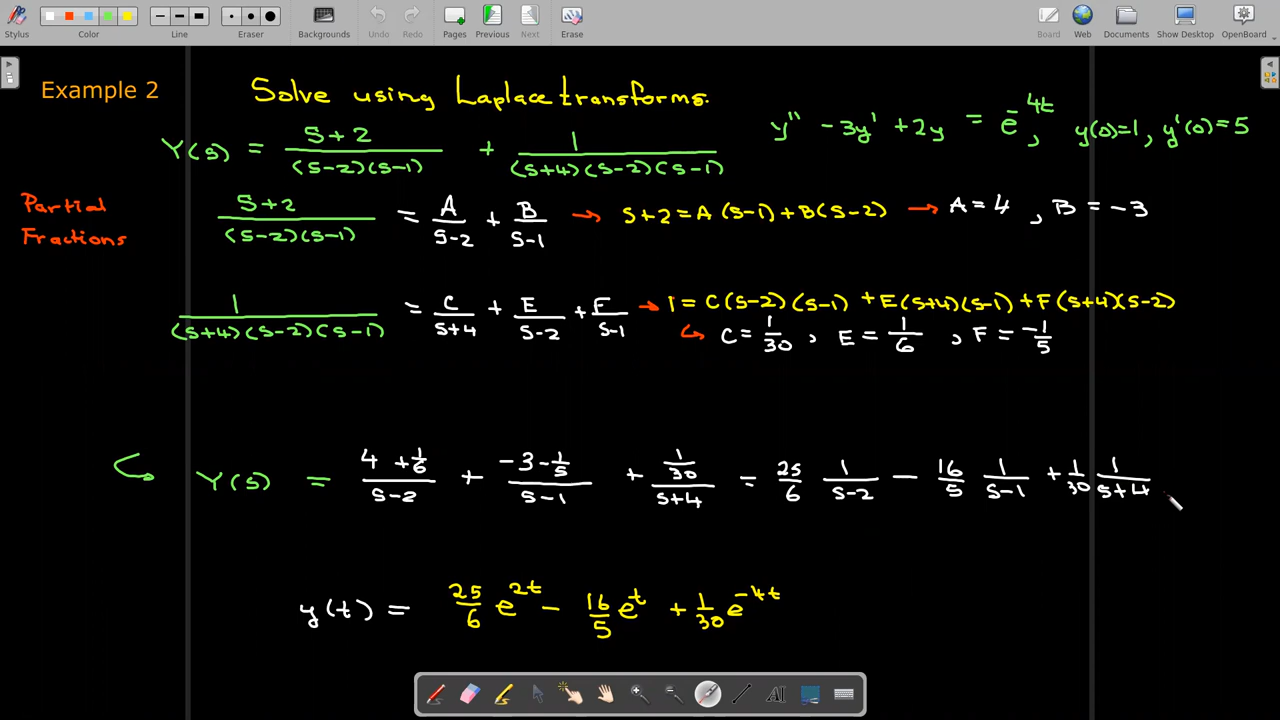 Stylus Color Line Eraser Backgrounds Undo Redo Pages Previous Next Erase Board Web Documents Show Desktop OpenBoard
Example 2 Solve using Laplace transforms.
y'' - 3y' + 2y = e^-4t, y(0)=1, y'(0)=5
Y(s) = S+2/(S-2)(S-1) + 1/(S+4)(S-2)(S-1)
Partial Fractions
S+2/(S-2)(S-1) = A/S-2 + B/S-1 → S+2 = A(S-1) + B(S-2) → A = 4, B = -3
1/(S+4)(S-2)(S-1) = C/S+4 + E/S-2 + F/S-1 → 1 = C(S-2)(S-1) + E(S+4)(S-1) + F(S+4)(S-2)
↪ C = 1/30, E = 1/6, F = -1/5
↪ Y(s) = 4 + 1/6/S-2 + -3 - 1/5/S-1 + 1/30/S+4 = 25/6 1/S-2 - 16/5 1/S-1 + 1/30 1/S+4
y(t) = 25/6 e^2t - 16/5 e^t + 1/30 e^-4t
AI